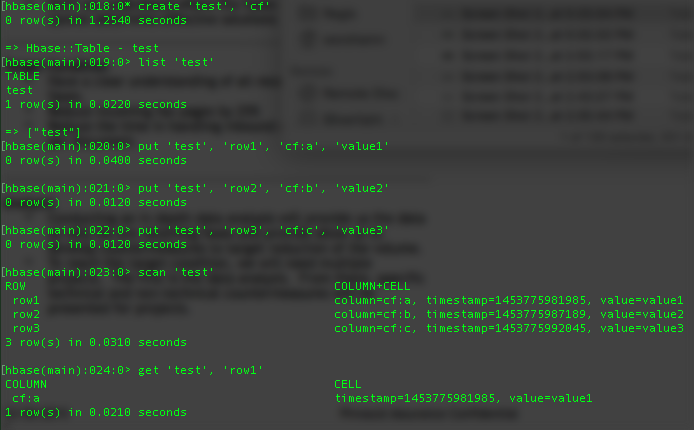 [hbase(main):018:0* create 'test', 'cf'
0 row(s) in 1.2540 seconds
=> Hbase::Table - test
[hbase(main):019:0> list 'test'
TABLE
test
1 row(s) in 0.0220 seconds
=> ["test"]
[hbase(main):020:0> put 'test', 'row1', 'cf:a', 'value1'
0 row(s) in 0.0400 seconds
[hbase(main):021:0> put 'test', 'row2', 'cf:b', 'value2'
0 row(s) in 0.0120 seconds
[hbase(main):022:0> put 'test', 'row3', 'cf:c', 'value3'
0 row(s) in 0.0120 seconds
[hbase(main):023:0> scan 'test'
ROW COLUMN+CELL
row1 column=cf:a, timestamp=1453775981985, value=value1
row2 column=cf:b, timestamp=1453775987189, value=value2
row3 column=cf:c, timestamp=1453775992045, value=value3
3 row(s) in 0.0310 seconds
[hbase(main):024:0> get 'test', 'row1'
COLUMN CELL
cf:a timestamp=1453775981985, value=value1
1 row(s) in 0.0210 seconds